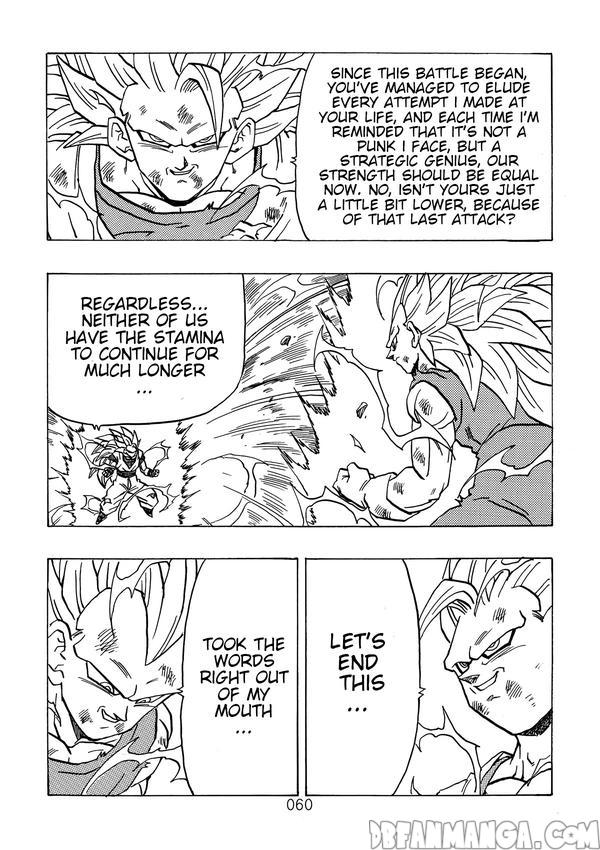 SINCE THIS BATTLE BEGAN,
YOU'VE MANAGED TO ELUDE
EVERY ATTEMPT I MADE AT
YOUR LIFE, AND EACH TIME I'M
REMINDED THAT IT'S NOT A
PUNK I FACE, BUT A
STRATEGIC GENIUS, OUR
STRENGTH SHOULD BE EQUAL
NOW. NO, ISN'T YOURS JUST
A LITTLE BIT LOWER, BECAUSE
OF THAT LAST ATTACK?
REGARDLESS...
NEITHER OF US
HAVE THE STAMINA
TO CONTINUE FOR
MUCH LONGER
...
LET'S
END
THIS
...
TOOK THE
WORDS
RIGHT OUT
OF MY
MOUTH
...
060
DBFANMANGA.COM